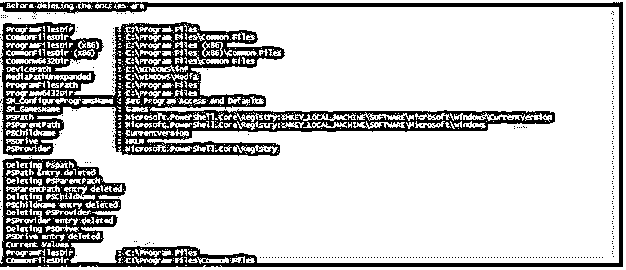 Before deleting the entries are
ProgramFilesDir : C:\Program Files
CommonFilesDir : C:\Program Files\Common Files
ProgramFilesDir (x86) : C:\Program Files (x86)
CommonFilesDir (x86) : C:\Program Files (x86)\Common Files
CommonW6432Dir : C:\Program Files\Common Files
DevicePath : C:\WINDOWS\inf
MediaPathUnexpanded : C:\WINDOWS\Media
ProgramFilesPath : C:\Program Files
ProgramW6432Dir : C:\Program Files
SM_ConfigureProgramsName : Set Program Access and Defaults
SM_GamesName : Games
PSPath : Microsoft.PowerShell.Core\Registry::HKEY_LOCAL_MACHINE\SOFTWARE\Microsoft\Windows\CurrentVersion
PSParentPath : Microsoft.PowerShell.Core\Registry::HKEY_LOCAL_MACHINE\SOFTWARE\Microsoft\Windows
PSChildName : CurrentVersion
PSDrive : HKLM
PSProvider : Microsoft.PowerShell.Core\Registry
Deleting Pspath
PSPath entry deleted
Deleting PSParentPath
PSParentPath entry deleted
Deleting PSChildName
PSChildName entry deleted
Deleting PSProvider
PSProvider entry deleted
Deleting PSDrive
PSDrive entry deleted
Current Values
ProgramFilesDir : C:\Program Files
CommonFilesDir : C:\Program Files\Common Files